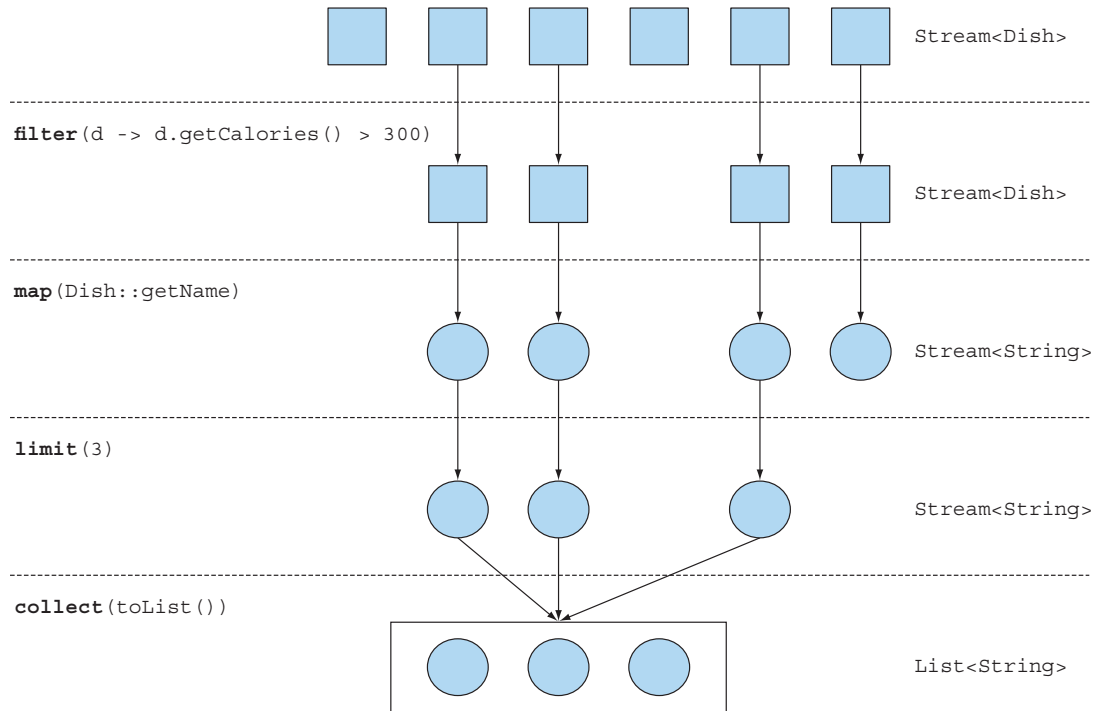 Stream<Dish>
filter(d -> d.getCalories() > 300)
Stream<Dish>
map(Dish::getName)
Stream<String>
limit(3)
Stream<String>
collect(toList())
List<String>